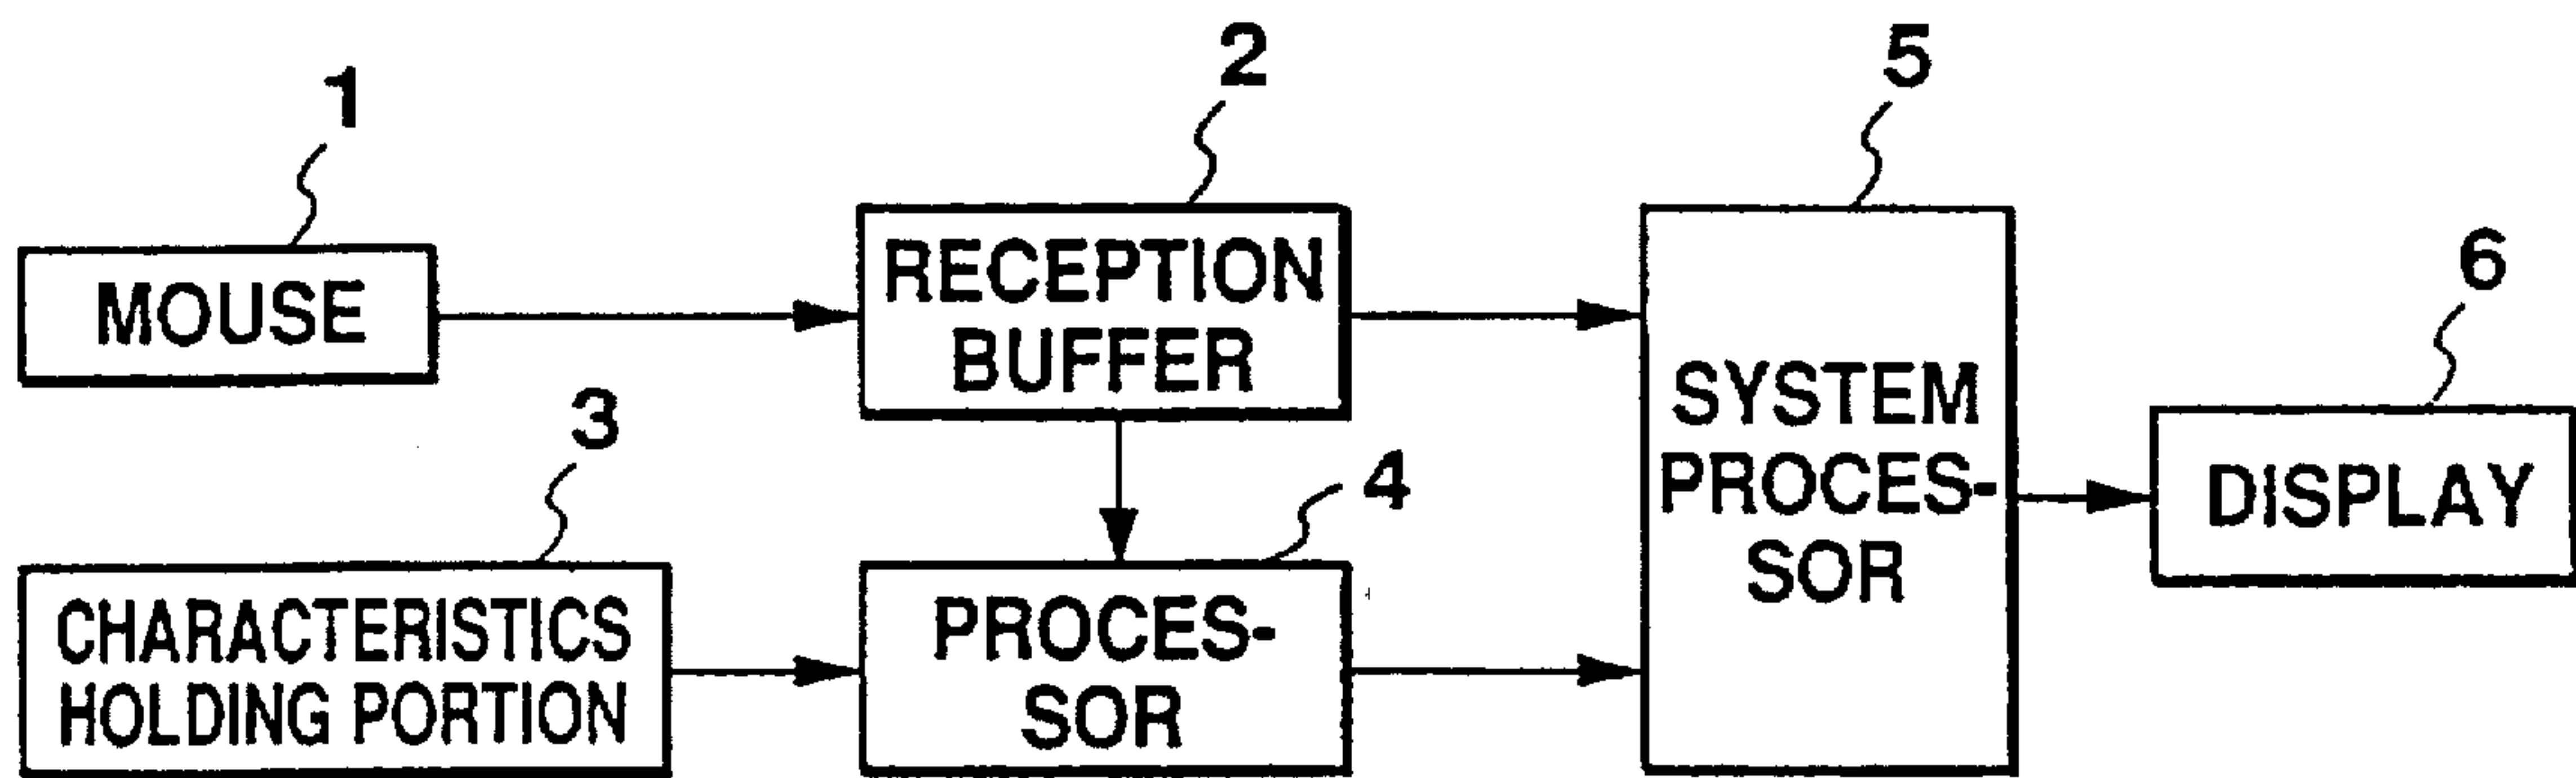 1
MOUSE
2
RECEPTION
BUFFER
3
CHARACTERISTICS
HOLDING PORTION
4
PROCES-
SOR
5
SYSTEM
PROCES-
SOR
6
DISPLAY